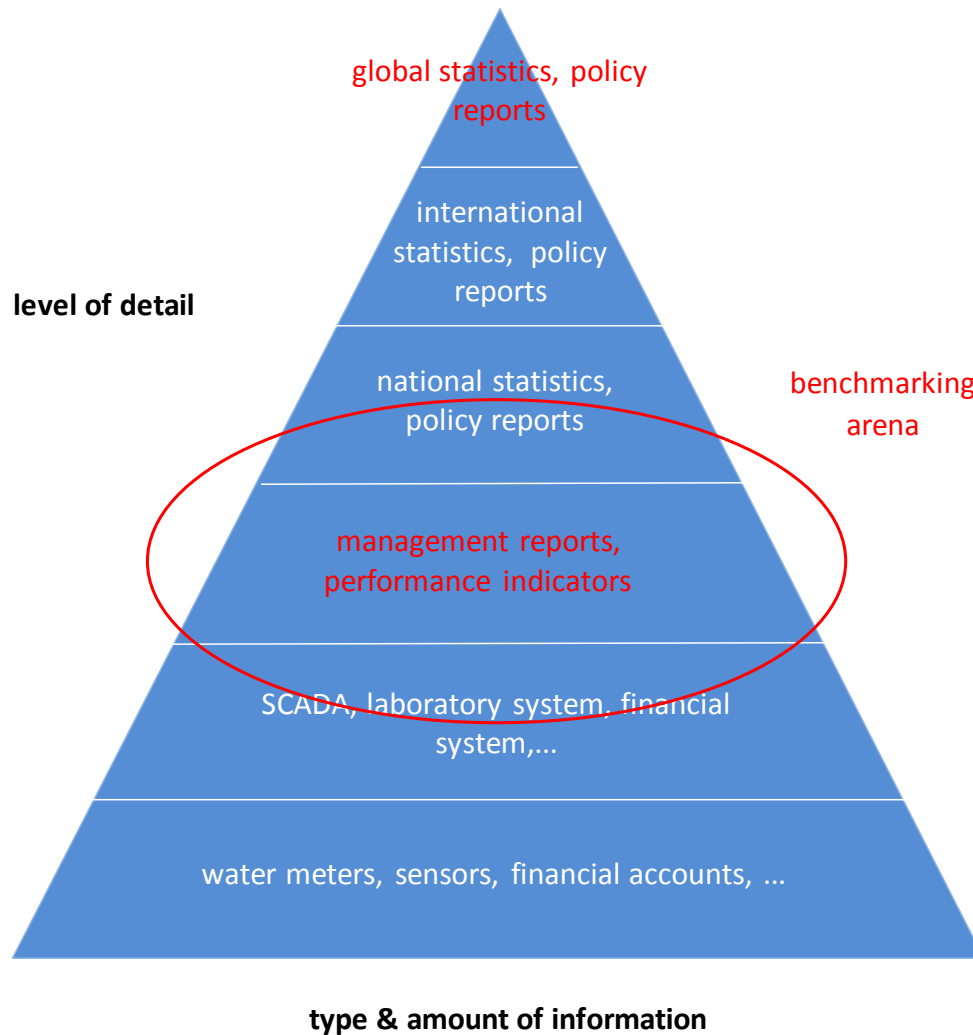 global statistics, policy
reports
international
statistics, policy
reports
level of detail
national statistics,
policy reports
benchmarking
arena
management reports,
performance indicators
SCADA, laboratory system, financial
system,...
water meters, sensors, financial accounts, ...
type & amount of information